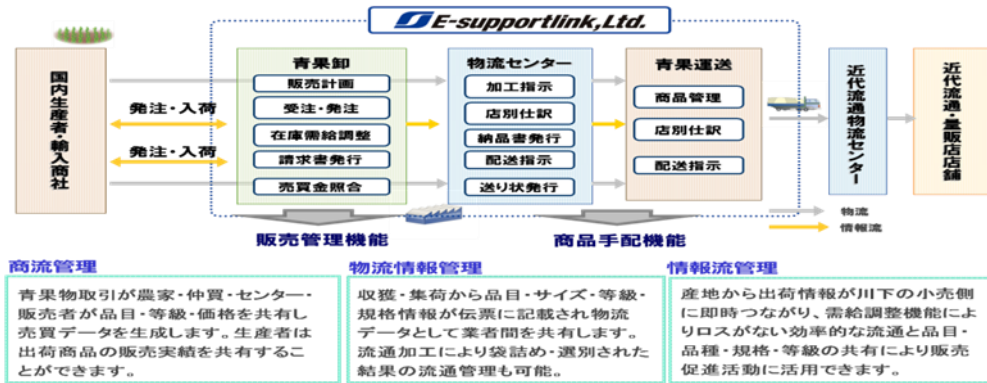 E-supportlink,Ltd.
国内生産者・輸入商社
発注・入荷
発注・入荷
青果卸
販売計画
受注・発注
在庫需給調整
請求書発行
売買金照合
物流センター
加工指示
店別仕訳
納品書発行
配送指示
送り状発行
青果運送
商品管理
店別仕訳
配送指示
近代流通物流センター
近代流通・量販店店舗
物流
情報流
販売管理機能
商品手配機能
商流管理
青果物取引が農家・仲買・センター・
販売者が品目・等級・価格を共有し
売買データを生成します。生産者は
出荷商品の販売実績を共有するこ
とができます。
物流情報管理
収獲・集荷から品目・サイズ・等級・
規格情報が伝票に記載され物流
データとして業者間を共有します。
流通加工により袋詰め・選別された
結果の流通管理も可能。
情報流管理
産地から出荷情報が川下の小売側
に即時つながり、需給調整機能によ
りロスがない効率的な流通と品目・
品種・規格・等級の共有により販売
促進活動に活用できます。